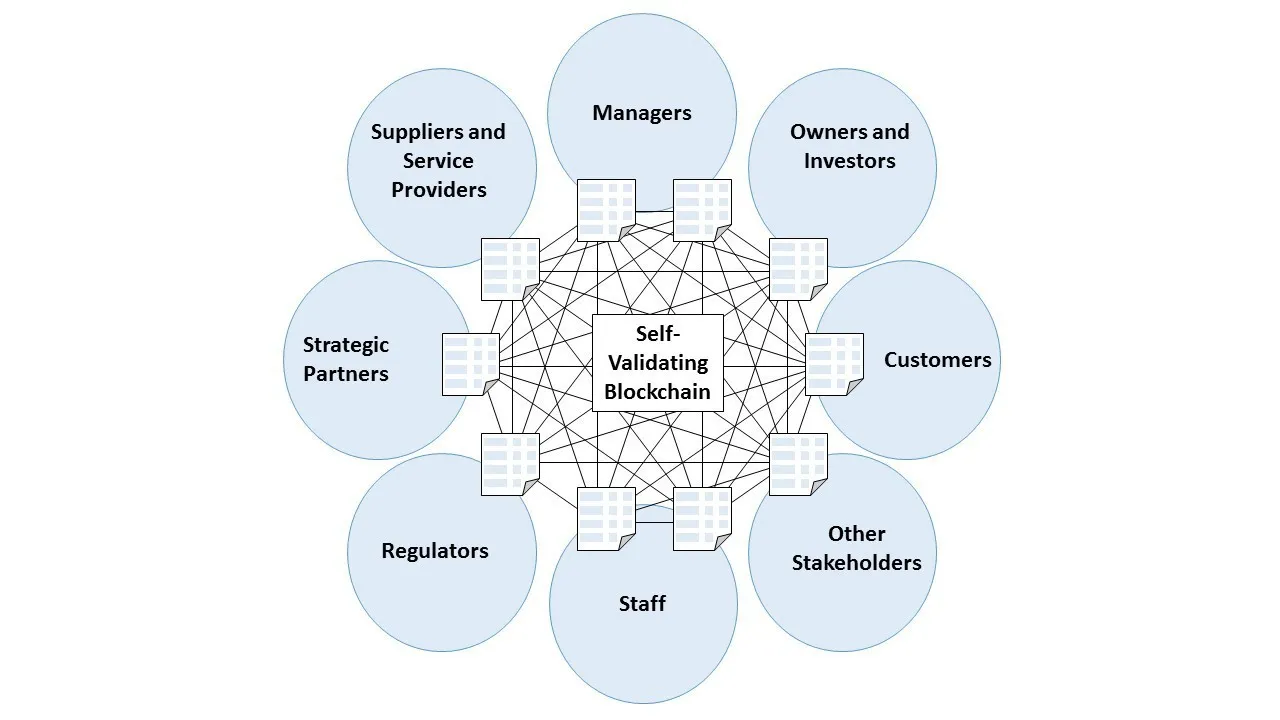 Managers
Suppliers and
Service
Providers
Owners and
Investors
Strategic
Partners
Self-
Validating
Blockchain
Customers
Regulators
Other
Stakeholders
Staff